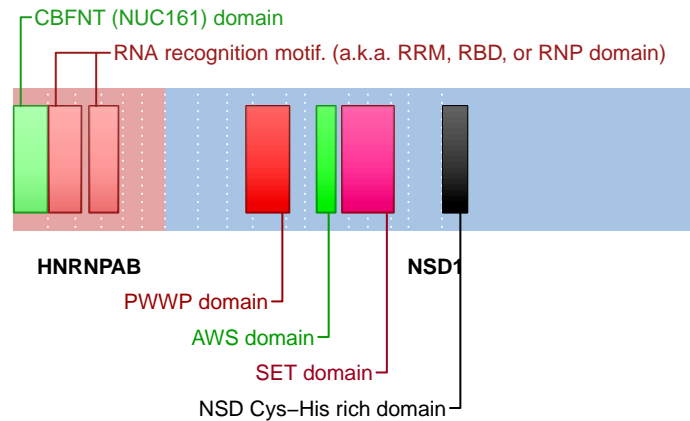 CBFNT (NUC161) domain
RNA recognition motif. (a.k.a. RRM, RBD, or RNP domain)
HNRNPAB
NSD1
PWWP domain
AWS domain
SET domain
NSD Cys−His rich domain